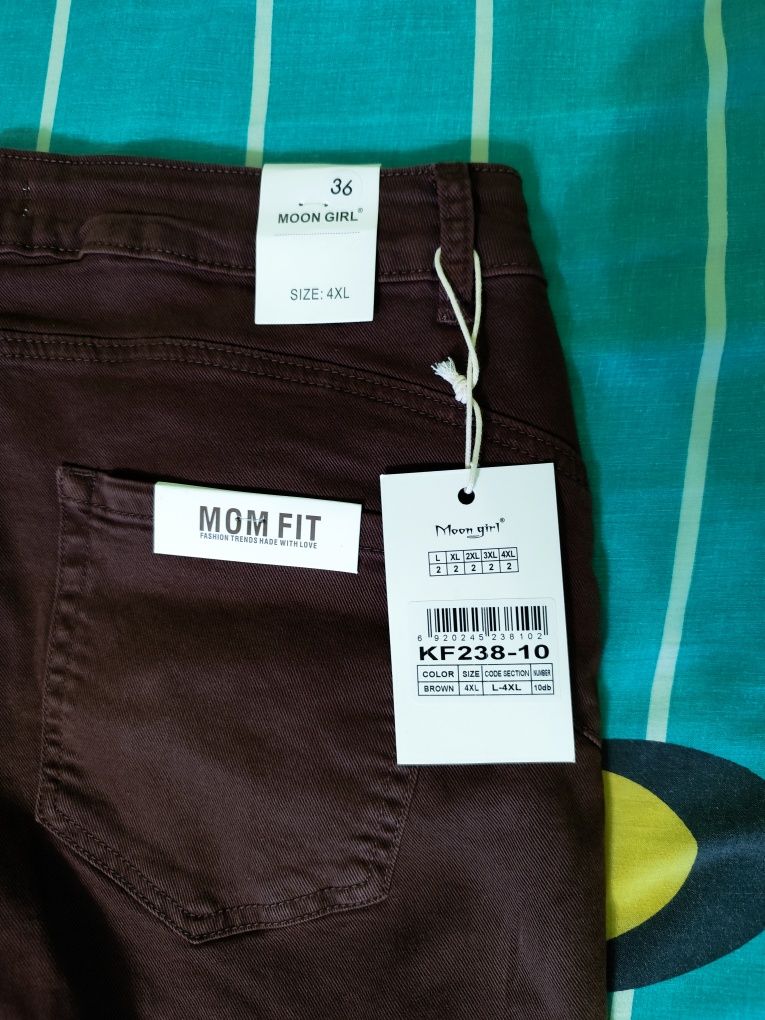 36
MOON GIRL®
SIZE: 4XL
MOM FIT
FASHION TRENDS HADE WITH LOVE
Moon girl®
L XL 2XL 3XL 4XL
2 2 2 2 2
6 920245 238102
KF238-10
COLOR SIZE CODE SECTION NUMBER
BROWN 4XL L-4XL 10db